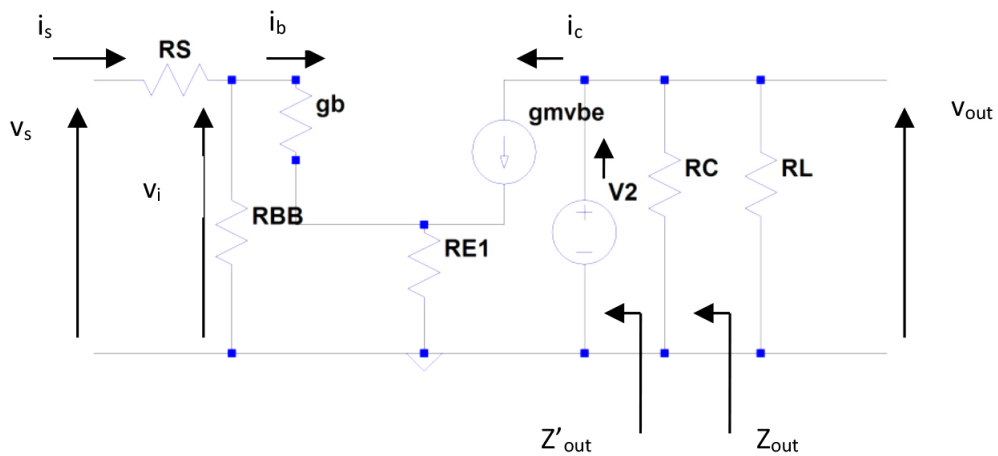 is
ib
ic
RS
gb
gmvbe
vs
vout
vi
V2
RC
RL
RBB
RE1
Z'out
Zout